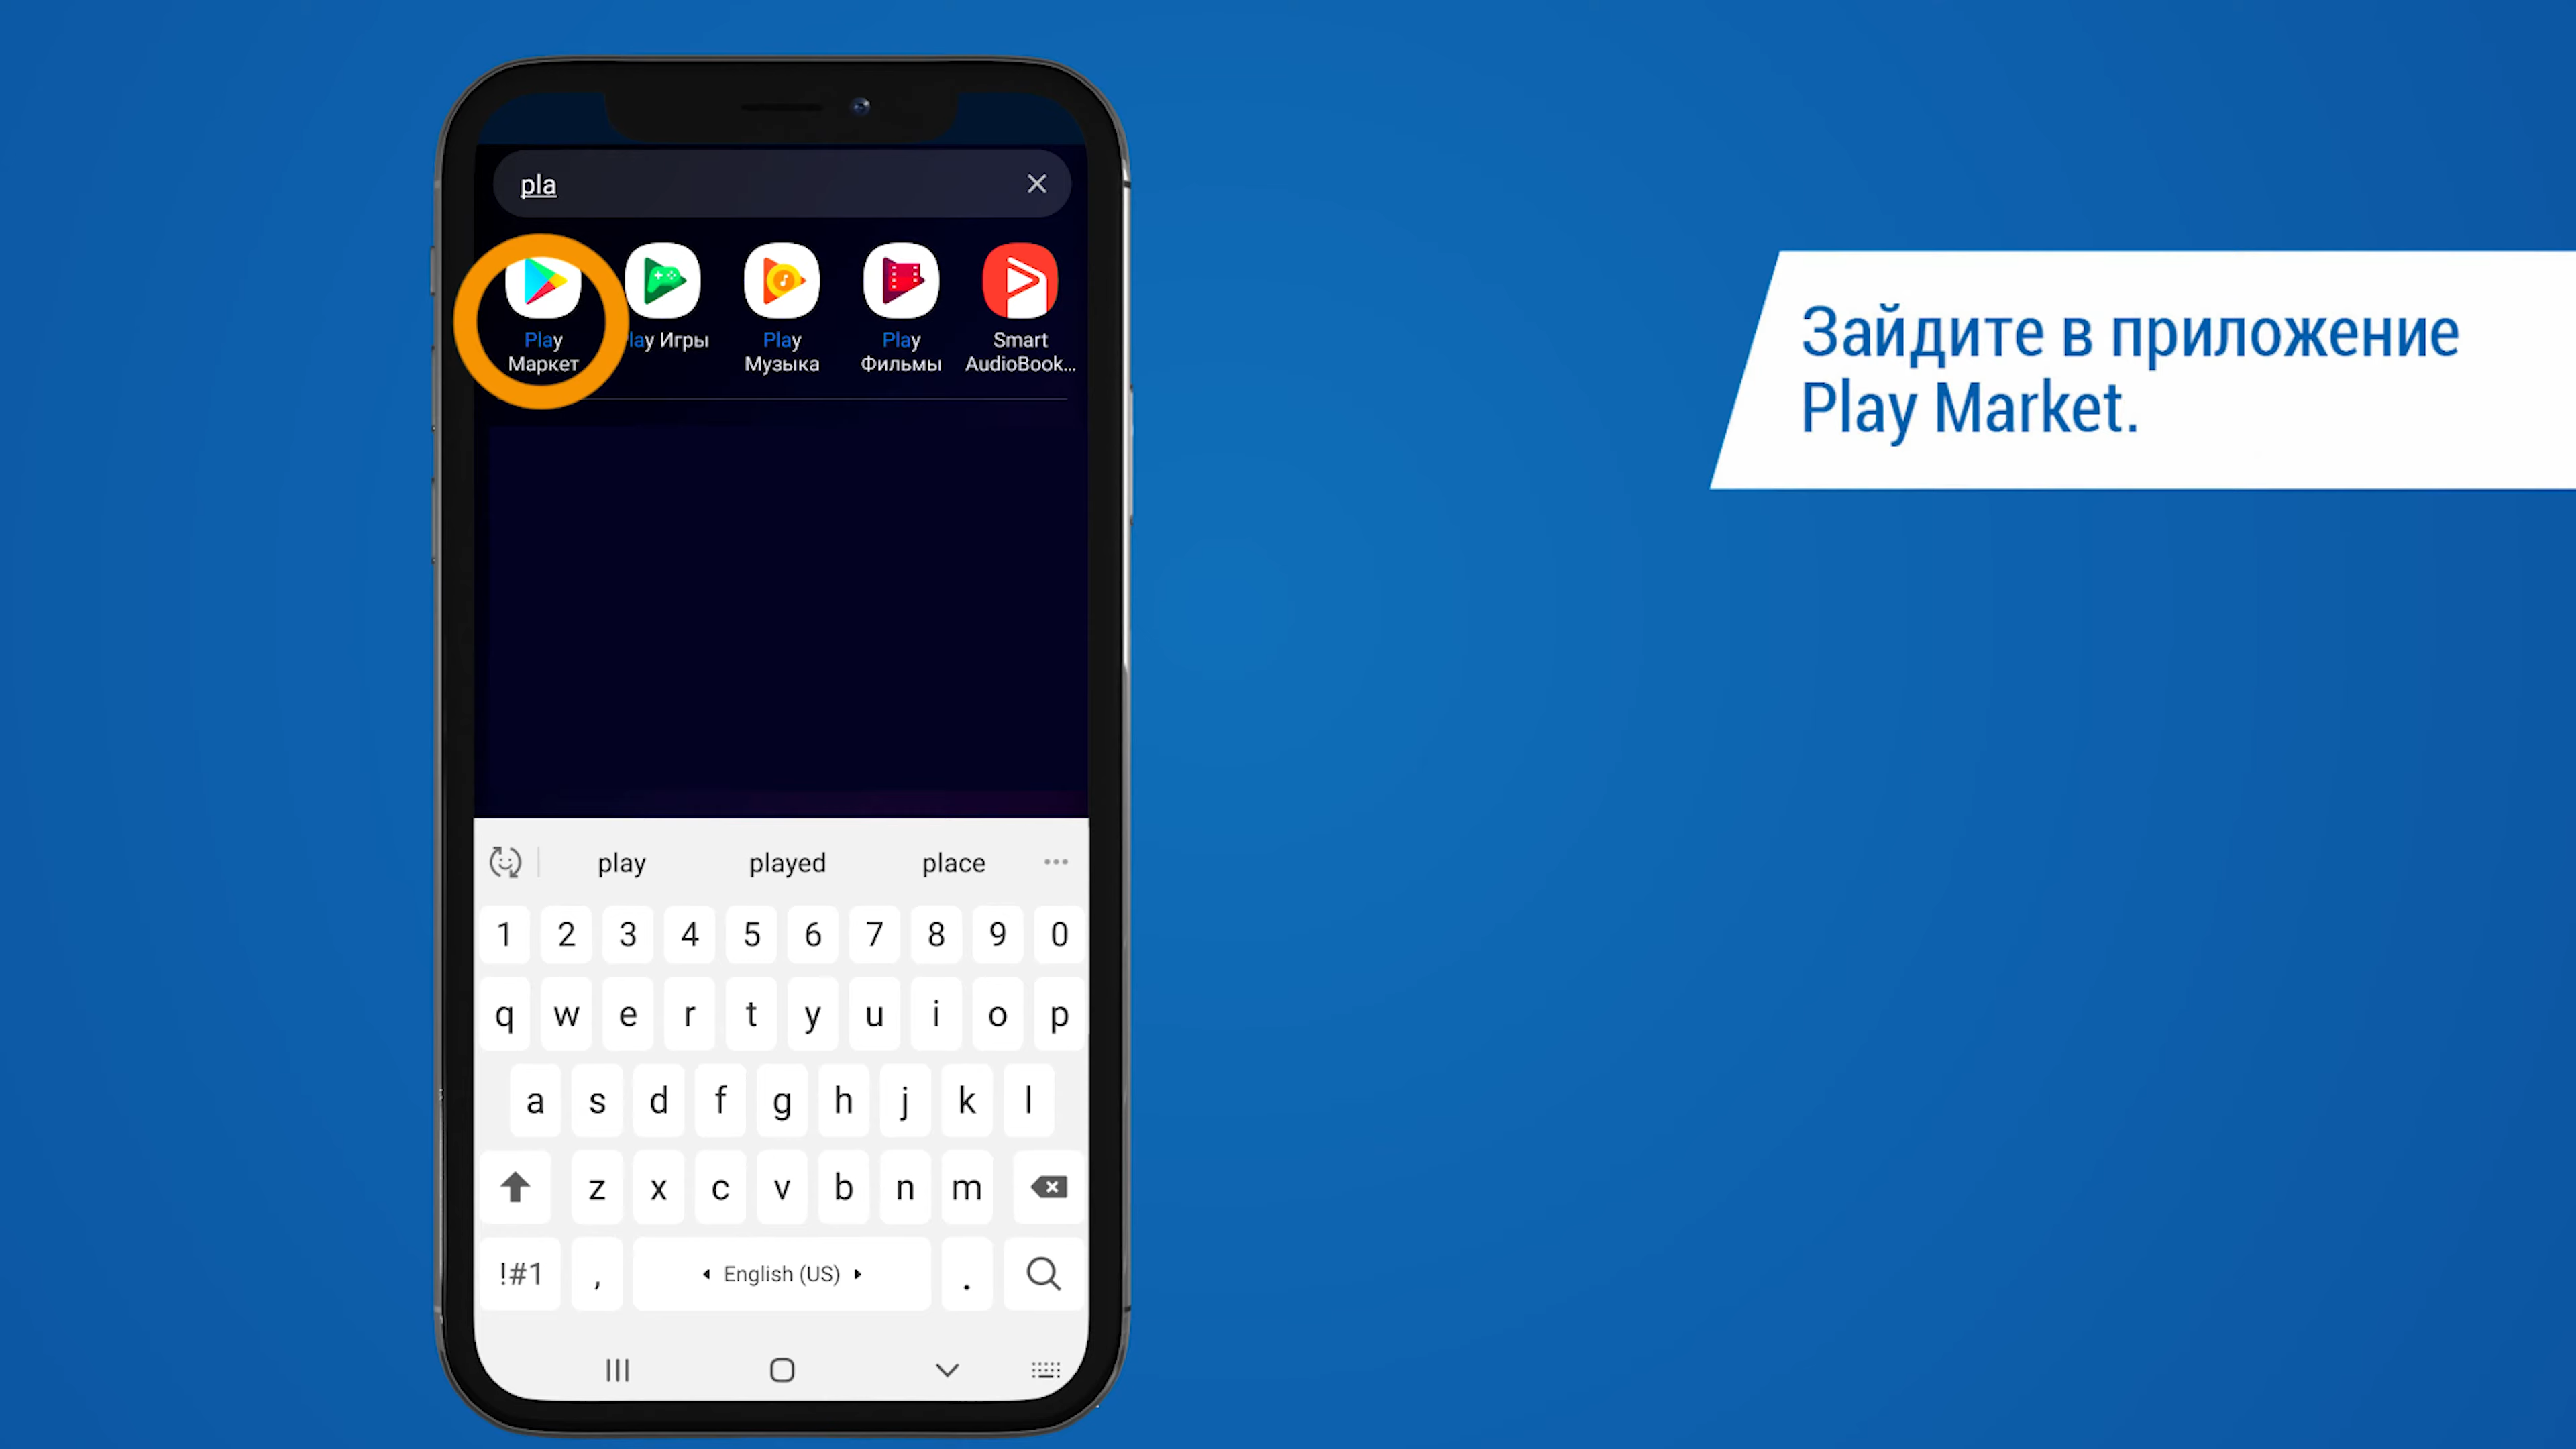 pla
Play
Маркет
lay Игры
Play
Музыка
Play
Фильмы
Smart
AudioBook...
Зайдите в приложение
Play Market.
play played place
1 2 3 4 5 6 7 8 9 0
q w e r t y u i o p
a s d f g h j k l
z x c v b n m
!#1 , English (US) .